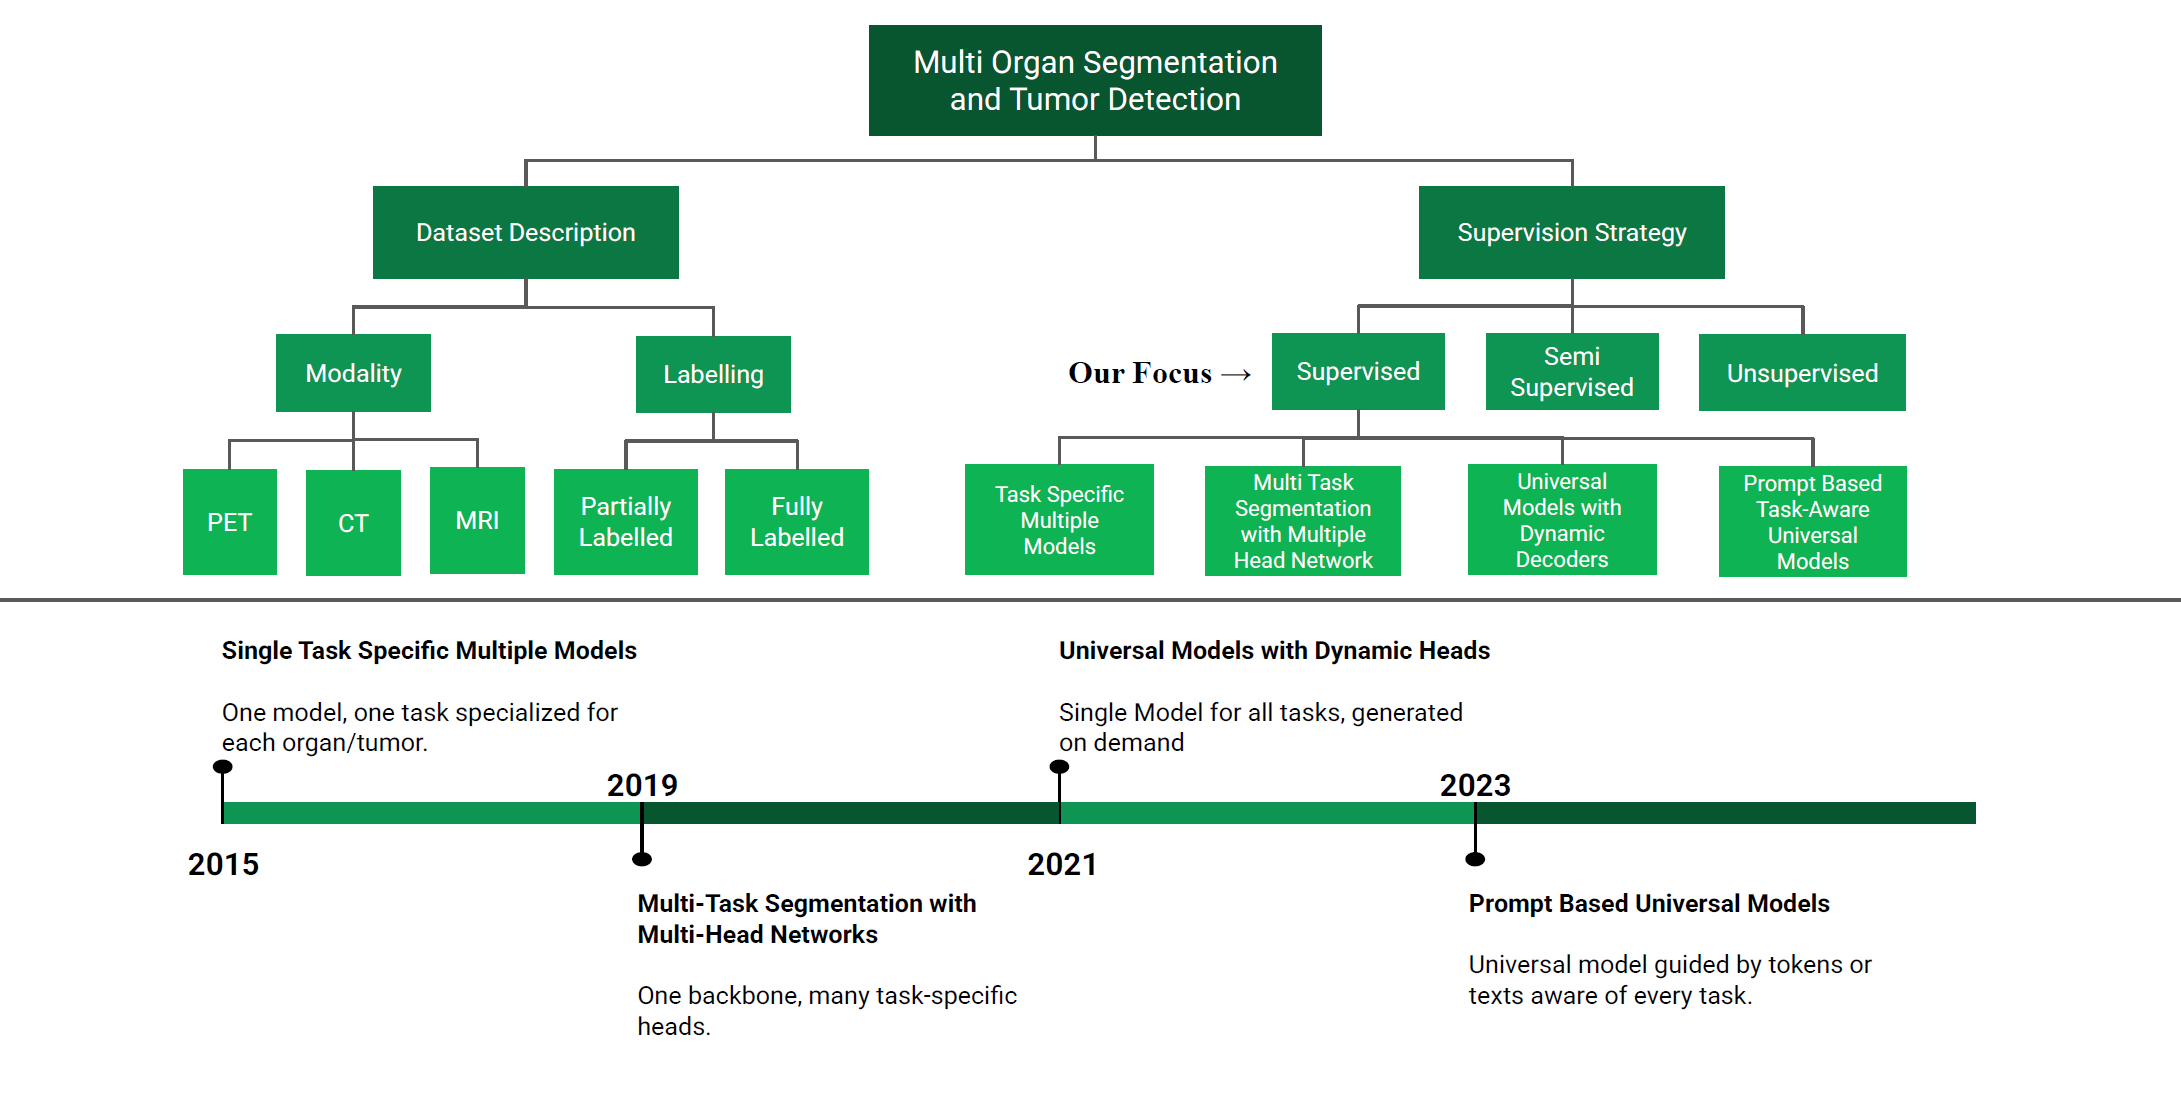 Multi Organ Segmentation
and Tumor Detection
Dataset Description
Supervision Strategy
Modality
Labelling
Our Focus →
Supervised
Semi
Supervised
Unsupervised
PET
CT
MRI
Partially
Labelled
Fully
Labelled
Task Specific
Multiple
Models
Multi Task
Segmentation
with Multiple
Head Network
Universal
Models with
Dynamic
Decoders
Prompt Based
Task-Aware
Universal
Models
Single Task Specific Multiple Models
One model, one task specialized for
each organ/tumor.
Universal Models with Dynamic Heads
Single Model for all tasks, generated
on demand
2019
2023
2015
2021
Multi-Task Segmentation with
Multi-Head Networks
One backbone, many task-specific
heads.
Prompt Based Universal Models
Universal model guided by tokens or
texts aware of every task.